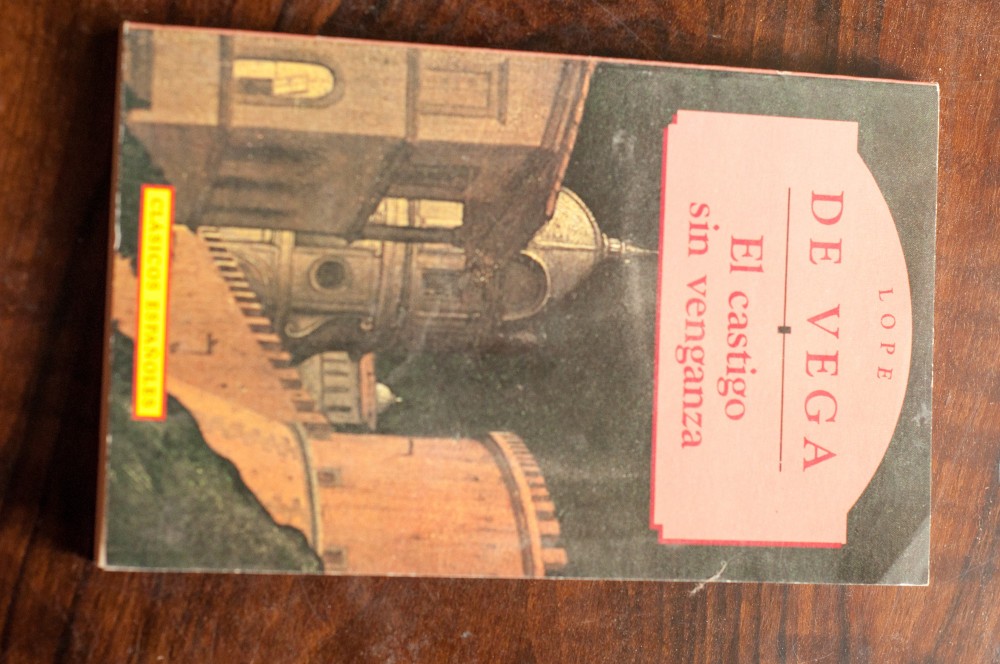 LOPE
DE VEGA
El castigo
sin venganza
CLÁSICOS ESPAÑOLES